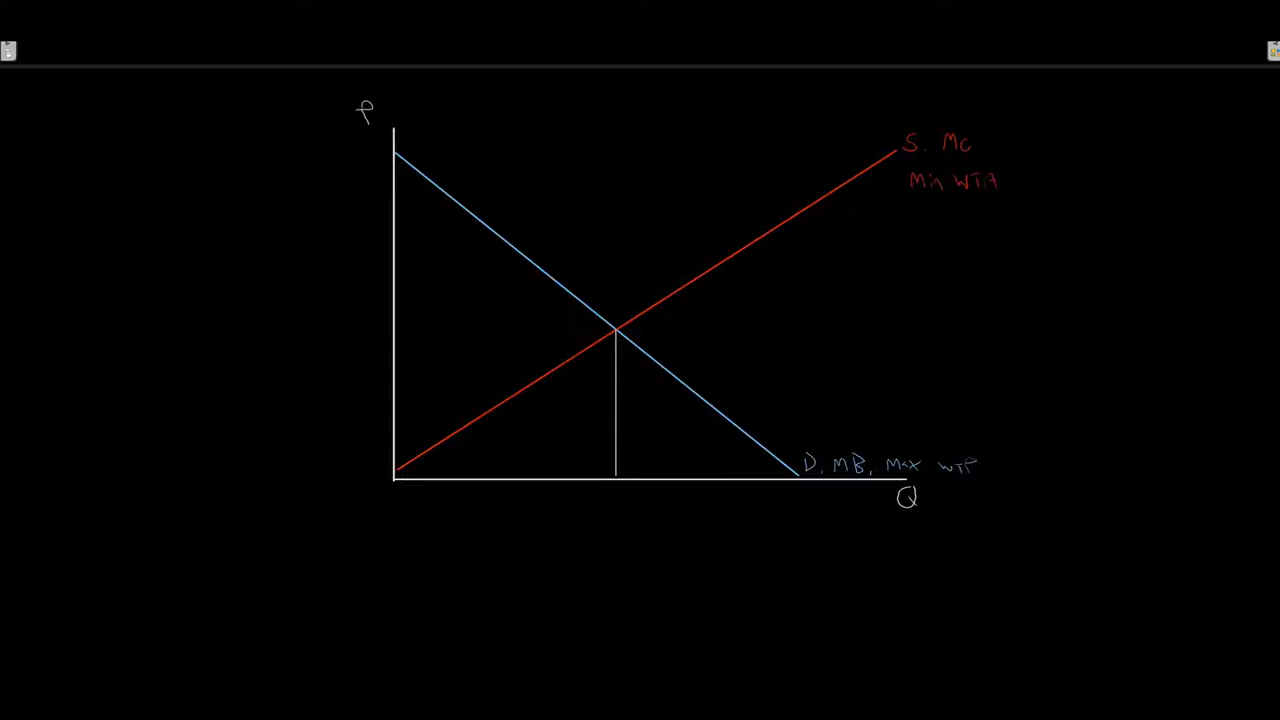 P
S. MC
Min WTA
D, MB, Max WTP
Q